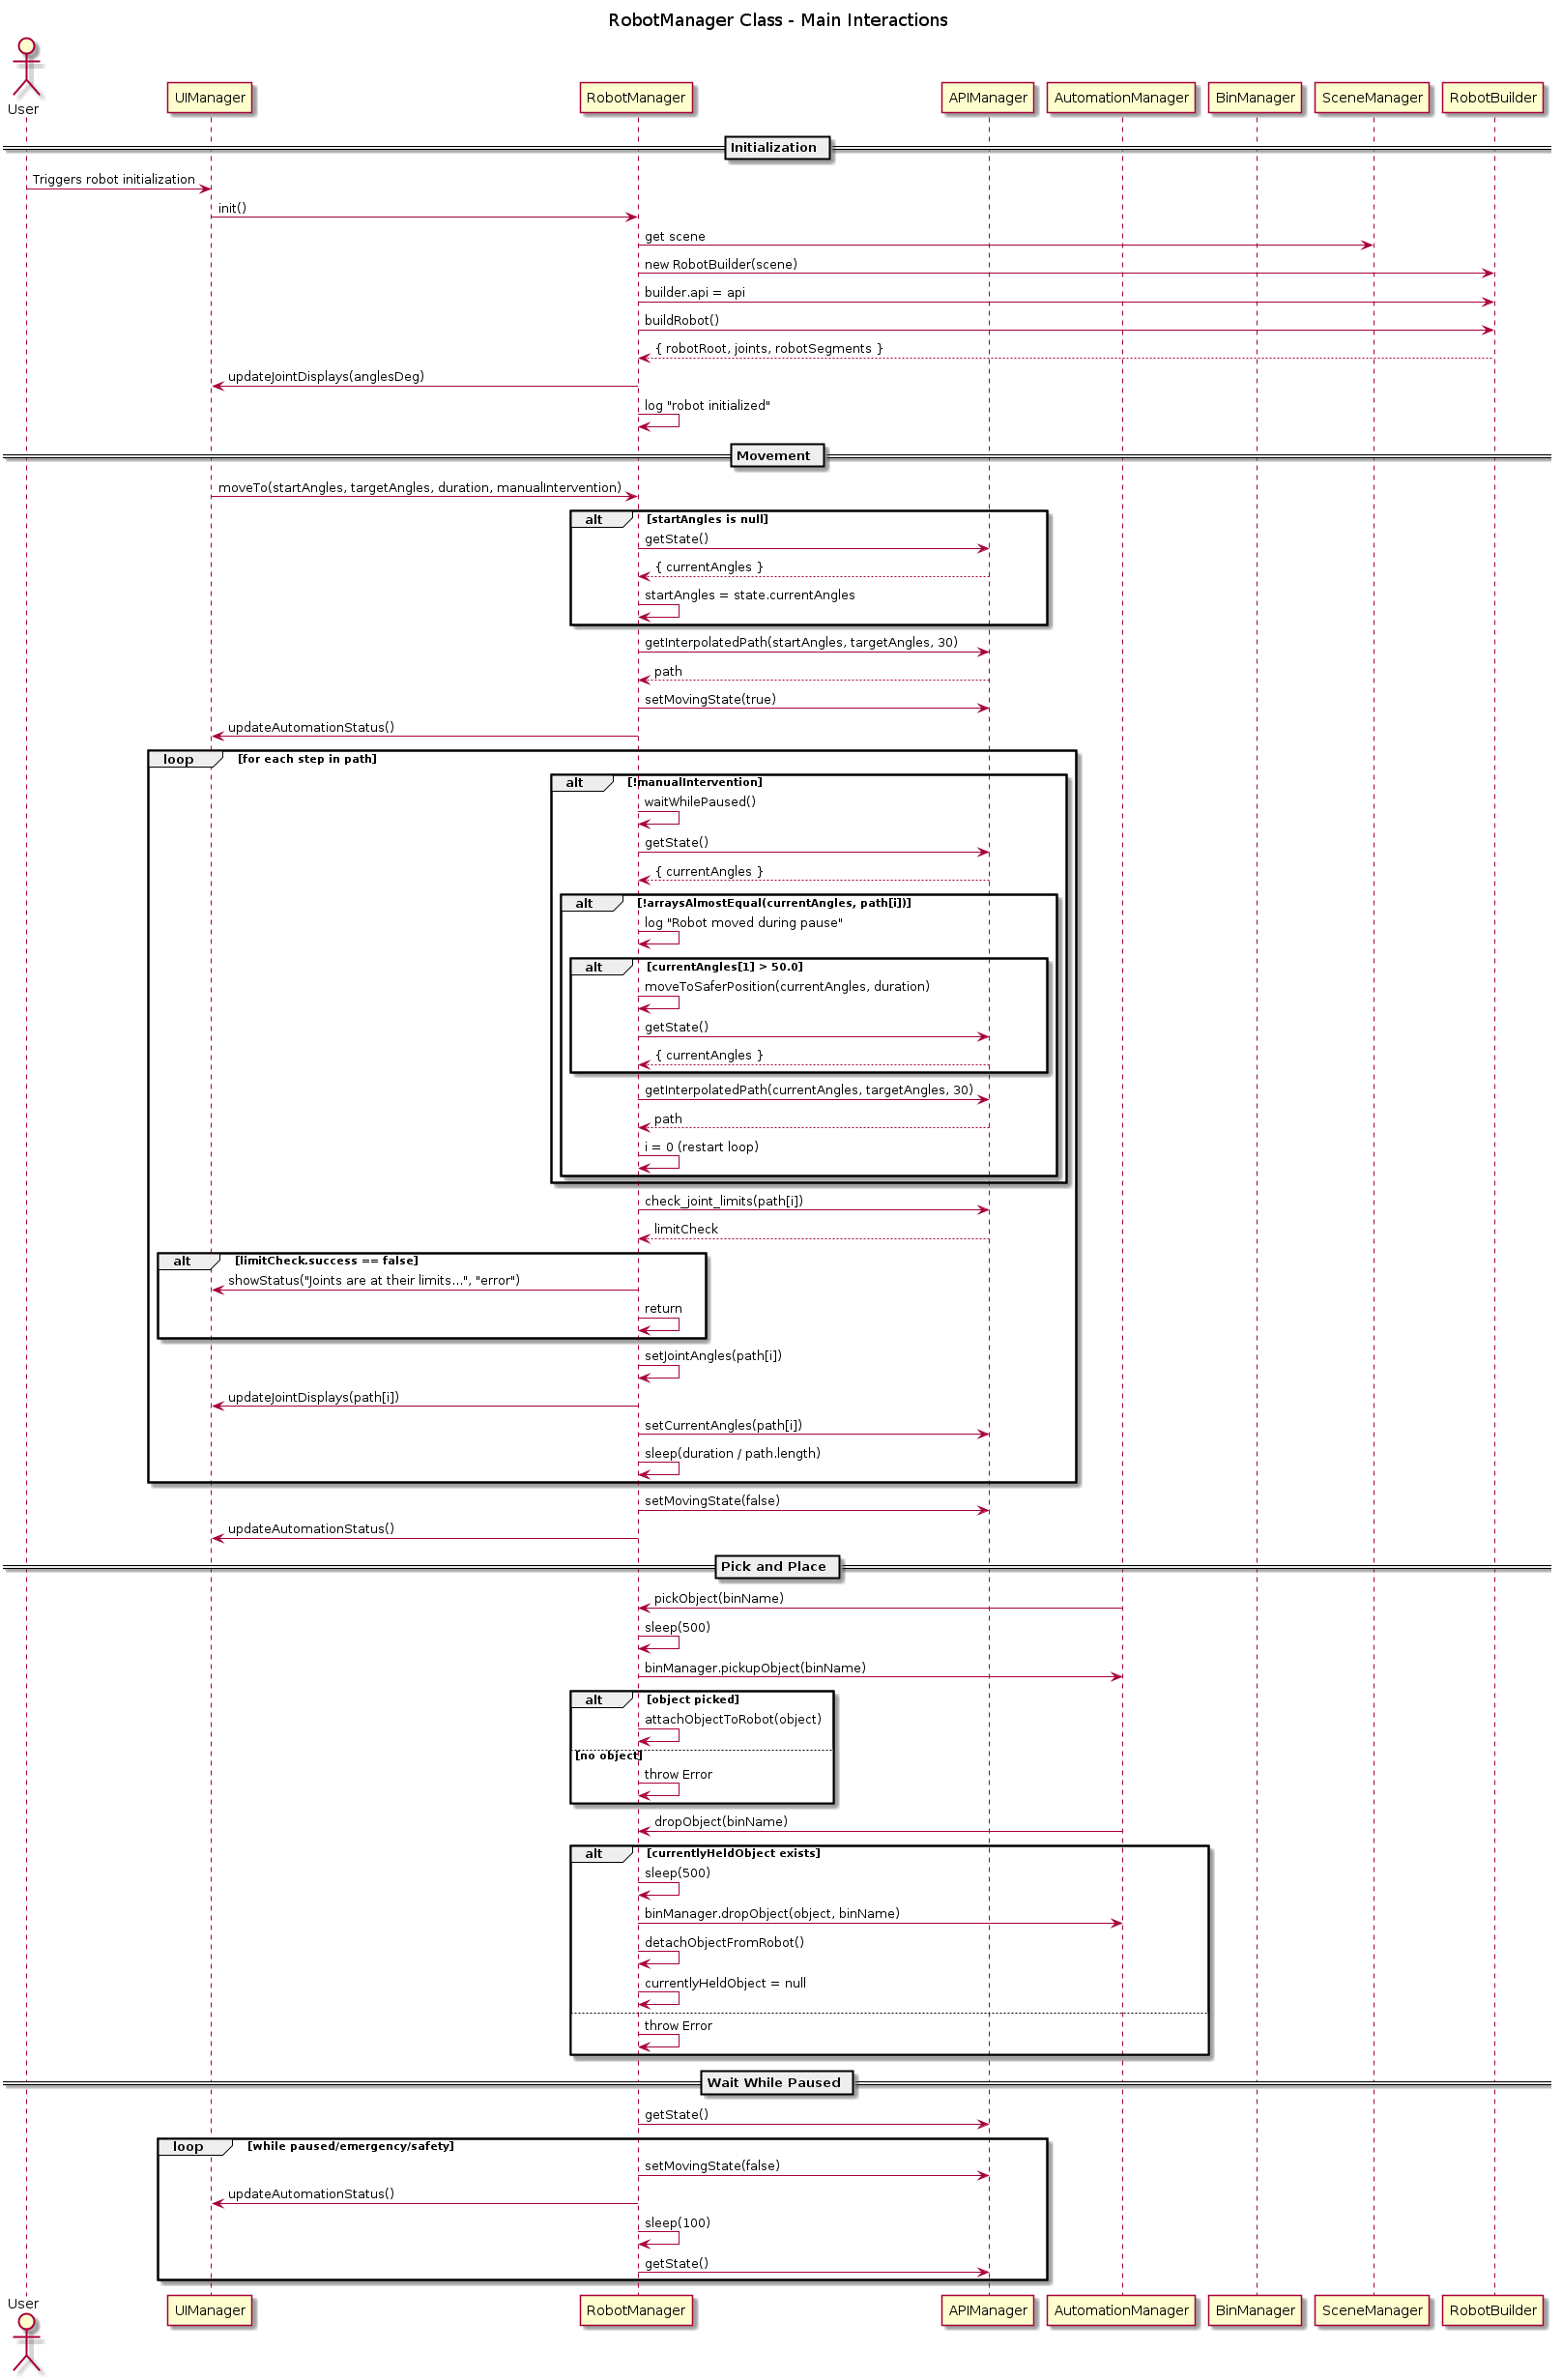 RobotManager Class - Main Interactions
User
UIManager
RobotManager
APIManager
AutomationManager
BinManager
SceneManager
RobotBuilder
Initialization
Triggers robot initialization
init()
get scene
new RobotBuilder(scene)
builder.api = api
buildRobot()
{ robotRoot, joints, robotSegments }
updateJointDisplays(anglesDeg)
log "robot initialized"
Movement
moveTo(startAngles, targetAngles, duration, manualIntervention)
alt [startAngles is null]
getState()
{ currentAngles }
startAngles = state.currentAngles
getInterpolatedPath(startAngles, targetAngles, 30)
path
setMovingState(true)
updateAutomationStatus()
loop [for each step in path]
alt [!manualIntervention]
waitWhilePaused()
getState()
{ currentAngles }
alt [!arraysAlmostEqual(currentAngles, path[i])]
log "Robot moved during pause"
alt [currentAngles[1] > 50.0]
moveToSaferPosition(currentAngles, duration)
getState()
{ currentAngles }
getInterpolatedPath(currentAngles, targetAngles, 30)
path
i = 0 (restart loop)
check_joint_limits(path[i])
limitCheck
alt [limitCheck.success == false]
showStatus("Joints are at their limits...", "error")
return
setJointAngles(path[i])
updateJointDisplays(path[i])
setCurrentAngles(path[i])
sleep(duration / path.length)
setMovingState(false)
updateAutomationStatus()
Pick and Place
pickObject(binName)
sleep(500)
binManager.pickupObject(binName)
alt [object picked]
attachObjectToRobot(object)
[no object]
throw Error
dropObject(binName)
alt [currentlyHeldObject exists]
sleep(500)
binManager.dropObject(object, binName)
detachObjectFromRobot()
currentlyHeldObject = null
throw Error
Wait While Paused
getState()
loop [while paused/emergency/safety]
setMovingState(false)
updateAutomationStatus()
sleep(100)
getState()
User
UIManager
RobotManager
APIManager
AutomationManager
BinManager
SceneManager
RobotBuilder